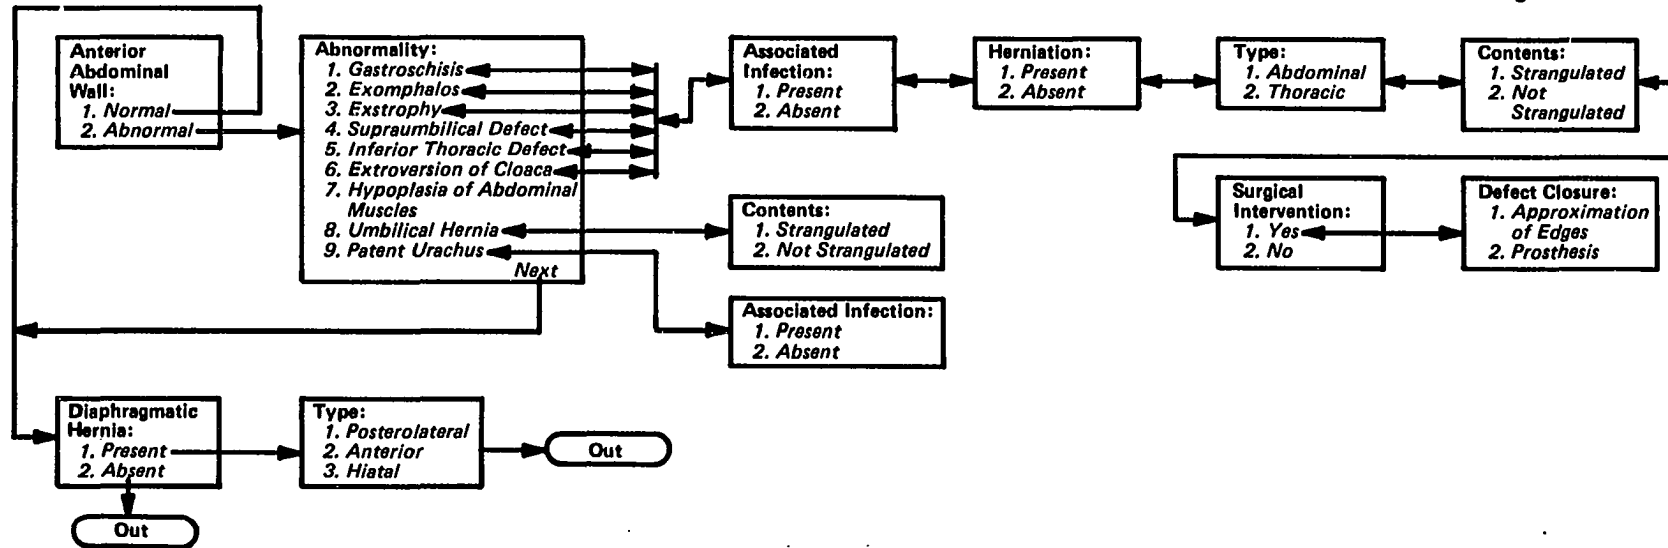 Anterior
Abdominal
Wall:
1. Normal
2. Abnormal
Abnormality:
1. Gastroschisis
2. Exomphalos
3. Exstrophy
4. Supraumbilical Defect
5. Inferior Thoracic Defect
6. Extroversion of Cloaca
7. Hypoplasia of Abdominal
Muscles
8. Umbilical Hernia
9. Patent Urachus
Next
Associated
Infection:
1. Present
2. Absent
Herniation:
1. Present
2. Absent
Type:
1. Abdominal
2. Thoracic
Contents:
1. Strangulated
2. Not
Strangulated
Contents:
1. Strangulated
2. Not Strangulated
Surgical
Intervention:
1. Yes
2. No
Defect Closure:
1. Approximation
of Edges
2. Prosthesis
Associated Infection:
1. Present
2. Absent
Diaphragmatic
Hernia:
1. Present
2. Absent
Type:
1. Posterolateral
2. Anterior
3. Hiatal
Out
Out